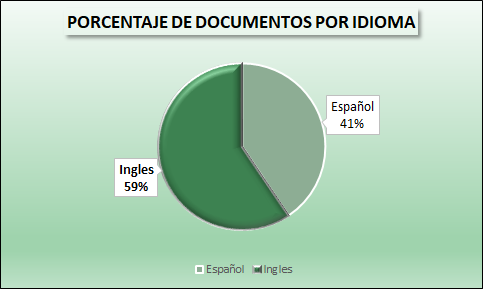 PORCENTAJE DE DOCUMENTOS POR IDIOMA
Español
41%
Ingles
59%
Español Ingles